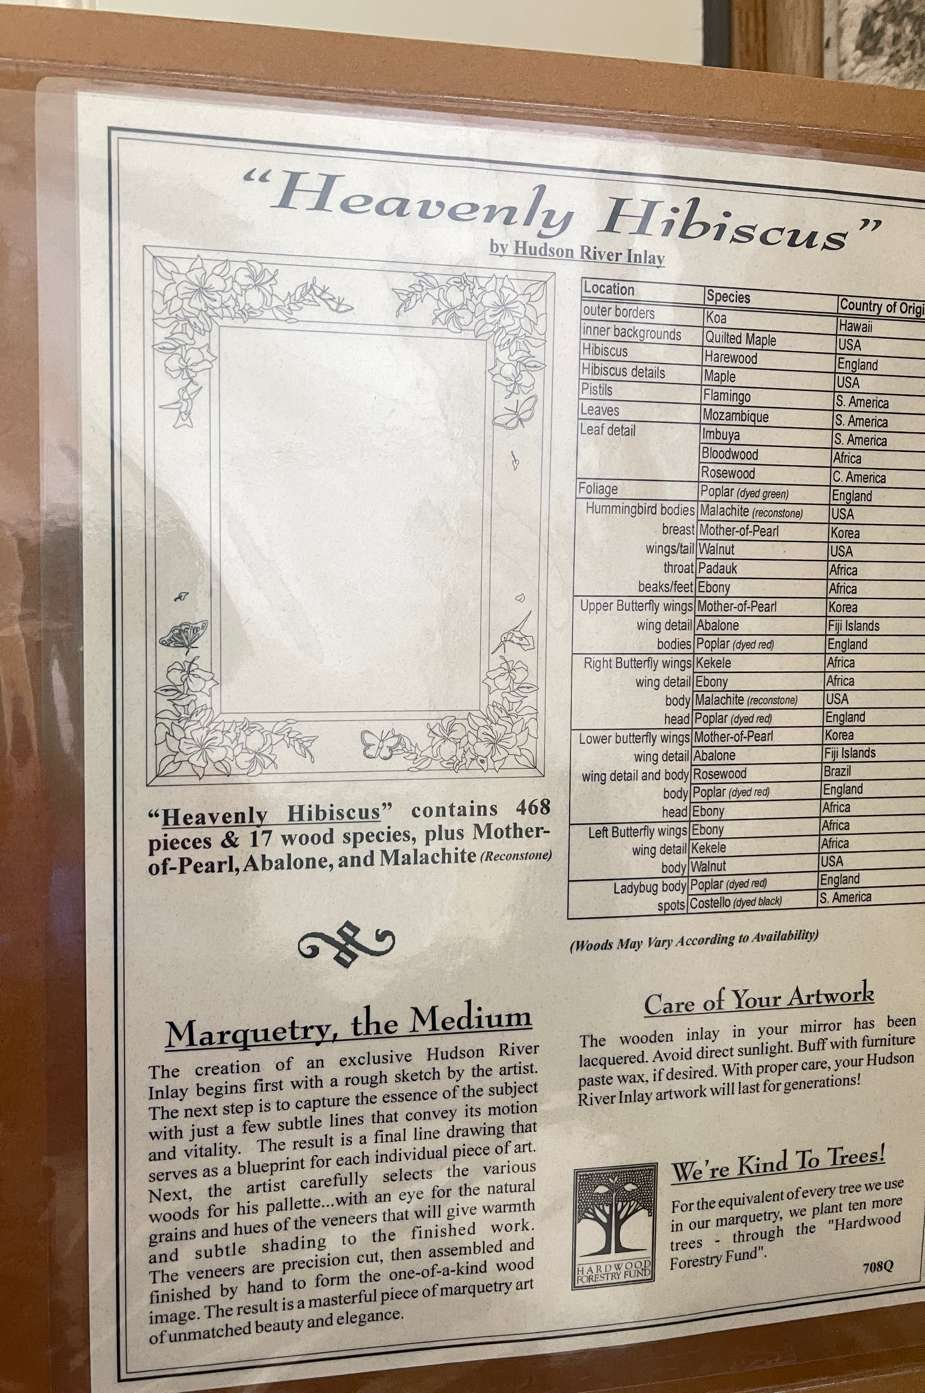 “Heavenly Hibiscus”
by Hudson River Inlay
Location Species Country of Origi
outer borders Koa Hawaii
inner backgrounds Quilted Maple USA
Hibiscus Harewood England
Hibiscus details Maple USA
Pistils Flamingo S. America
Leaves Mozambique S. America
Leaf detail Imbuya S. America
Bloodwood Africa
Rosewood C. America
Foliage Poplar (dyed green) England
Hummingbird bodies Malachite (reconstone) USA
breast Mother-of-Pearl Korea
wings/tail Walnut USA
throat Padauk Africa
beaks/feet Ebony Africa
Upper Butterfly wings Mother-of-Pearl Korea
wing detail Abalone Fiji Islands
bodies Poplar (dyed red) England
Right Butterfly wings Kekele Africa
wing detail Ebony Africa
body Malachite (reconstone) USA
head Poplar (dyed red) England
Lower butterfly wings Mother-of-Pearl Korea
wing detail Abalone Fiji Islands
wing detail and body Rosewood Brazil
body Poplar (dyed red) England
head Ebony Africa
Left Butterfly wings Ebony Africa
wing detail Kekele Africa
body Walnut USA
Ladybug body Poplar (dyed red) England
spots Costello (dyed black) S. America
(Woods May Vary According to Availability)
“Heavenly Hibiscus” contains 468
pieces & 17 wood species, plus Mother-
of-Pearl, Abalone, and Malachite (Reconstone)
Marquetry, the Medium
The creation of an exclusive Hudson River
Inlay begins first with a rough sketch by the artist.
The next step is to capture the essence of the subject
with just a few subtle lines that convey its motion
and vitality. The result is a final line drawing that
serves as a blueprint for each individual piece of art.
Next, the artist carefully selects the various
woods for his pallette...with an eye for the natural
grains and hues of the veneers that will give warmth
and subtle shading to the finished work.
The veneers are precision cut, then assembled and
finished by hand to form the one-of-a-kind wood
image. The result is a masterful piece of marquetry art
of unmatched beauty and elegance.
Care of Your Artwork
The wooden inlay in your mirror has been
lacquered. Avoid direct sunlight. Buff with furniture
paste wax, if desired. With proper care, your Hudson
River Inlay artwork will last for generations!
We're Kind To Trees!
For the equivalent of every tree we use
in our marquetry, we plant ten more
trees - through the "Hardwood
Forestry Fund".
HARDWOOD
FORESTRY FUND
708Q